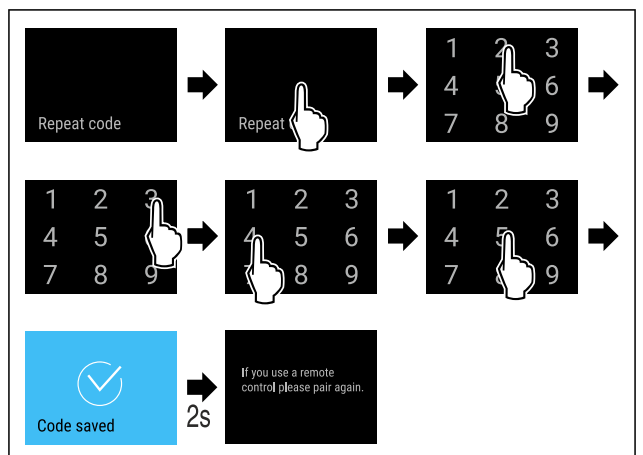 Repeat code
Repeat
1 2 3
4 6
7 8 9
1 2 3
4 5
7 8 9
1 2 3
4 5 6
8 9
1 2 3
4 5 6
7 9
Code saved
2s
If you use a remote
control please pair again.